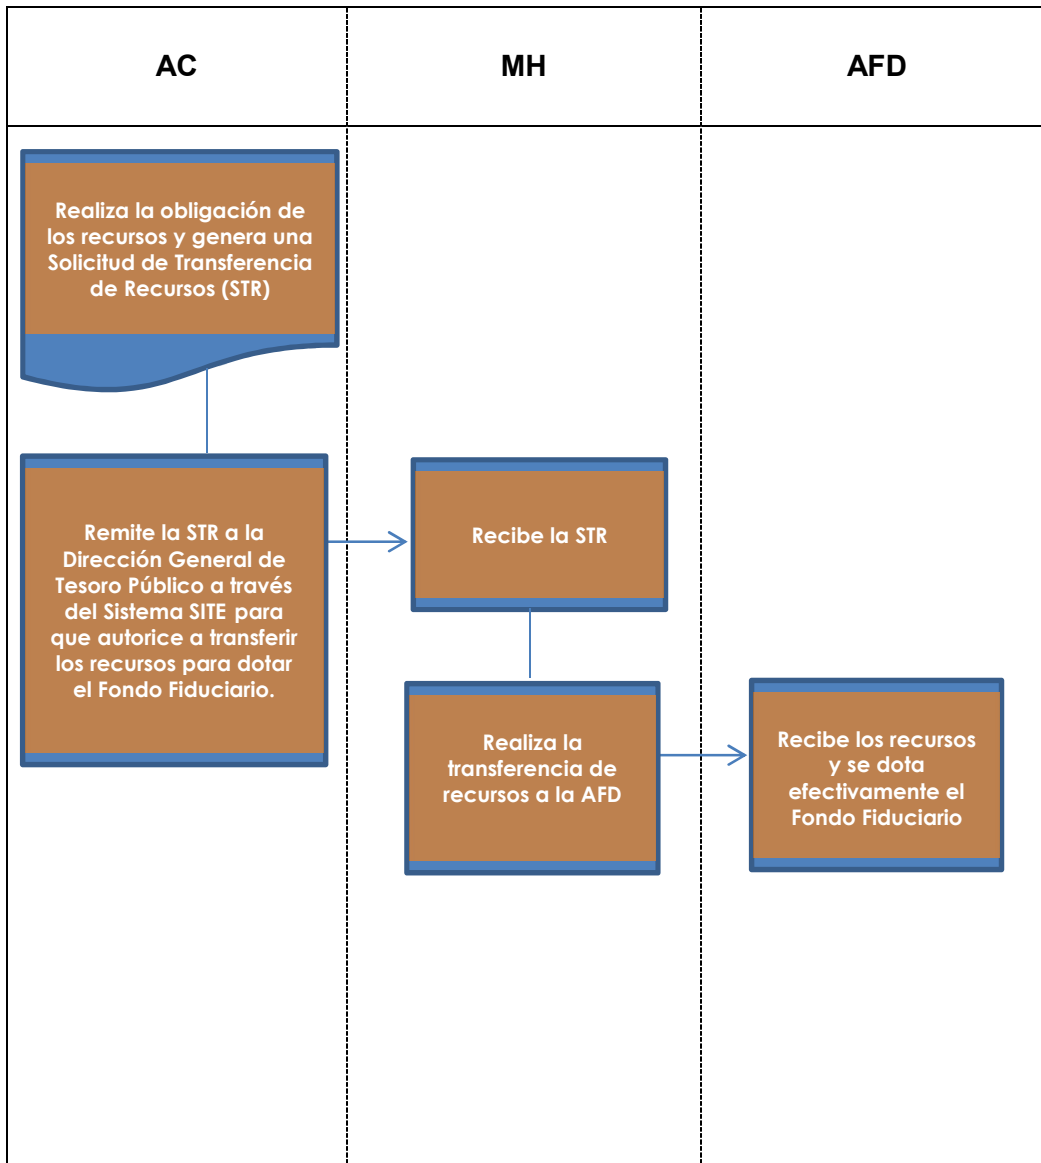 AC
MH
AFD
Realiza la obligación de
los recursos y genera una
Solicitud de Transferencia
de Recursos (STR)
Remite la STR a la
Dirección General de
Tesoro Público a través
del Sistema SITE para
que autorice a transferir
los recursos para dotar
el Fondo Fiduciario.
Recibe la STR
Realiza la
transferencia de
recursos a la AFD
Recibe los recursos
y se dota
efectivamente el
Fondo Fiduciario